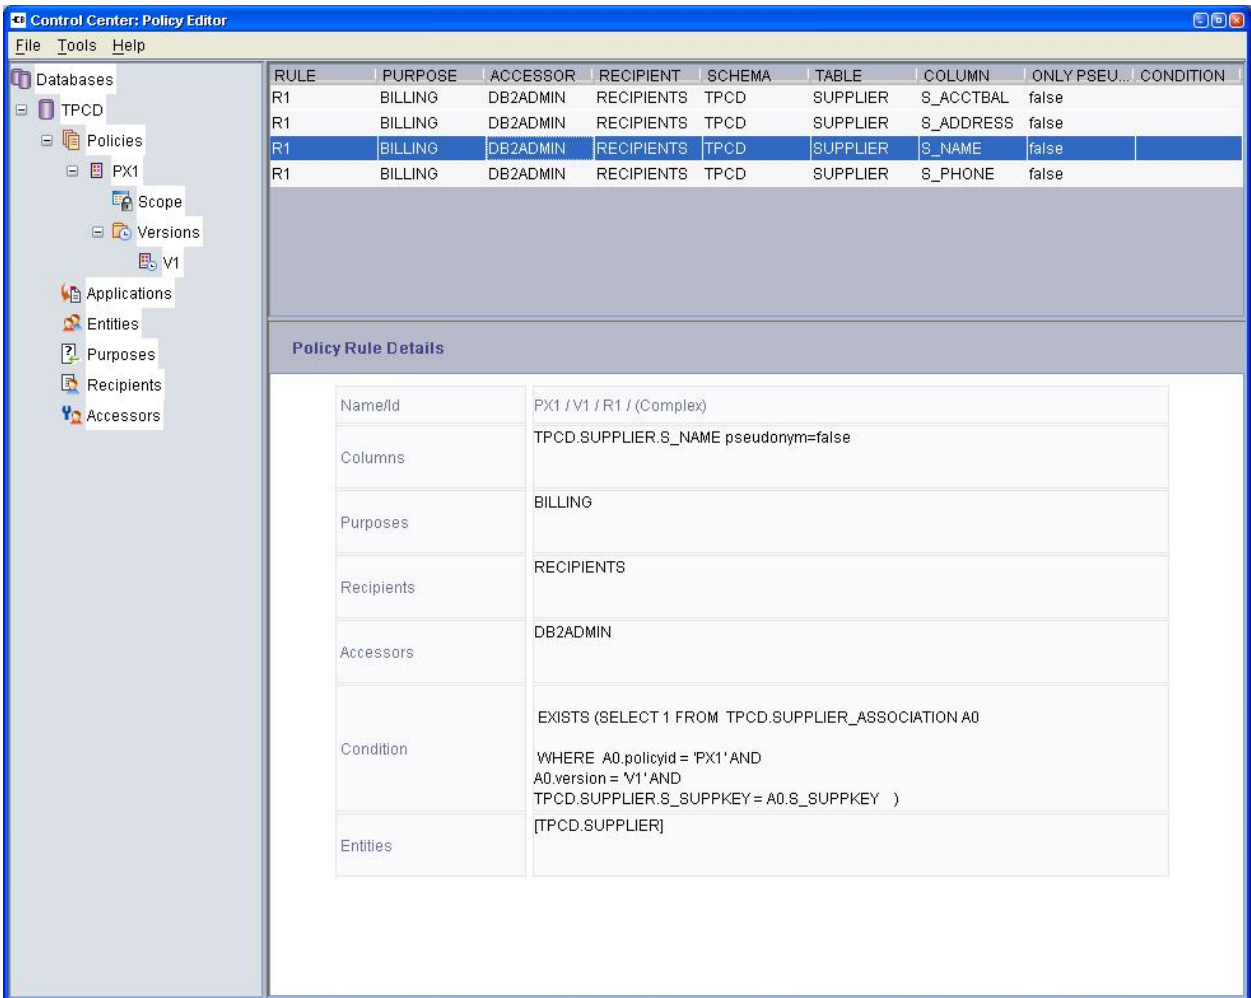 Control Center: Policy Editor
File Tools Help
Databases
TPCD
Policies
PX1
Scope
Versions
V1
Applications
Entities
Purposes
Recipients
Accessors
RULE PURPOSE ACCESSOR RECIPIENT SCHEMA TABLE COLUMN ONLY PSEU... CONDITION
R1 BILLING DB2ADMIN RECIPIENTS TPCD SUPPLIER S_ACCTBAL false
R1 BILLING DB2ADMIN RECIPIENTS TPCD SUPPLIER S_ADDRESS false
R1 BILLING DB2ADMIN RECIPIENTS TPCD SUPPLIER S_NAME false
R1 BILLING DB2ADMIN RECIPIENTS TPCD SUPPLIER S_PHONE false
Policy Rule Details
Name/Id PX1 / V1 / R1 / (Complex)
Columns TPCD.SUPPLIER.S_NAME pseudonym=false
Purposes BILLING
Recipients RECIPIENTS
Accessors DB2ADMIN
Condition
EXISTS (SELECT 1 FROM TPCD.SUPPLIER_ASSOCIATION A0
WHERE A0.policyid = 'PX1' AND
A0.version = 'V1' AND
TPCD.SUPPLIER.S_SUPPKEY = A0.S_SUPPKEY )
Entities [TPCD.SUPPLIER]